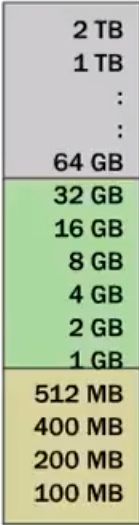 2 TB
1 TB
:
:
64 GB
32 GB
16 GB
8 GB
4 GB
2 GB
1 GB
512 MB
400 MB
200 MB
100 MB